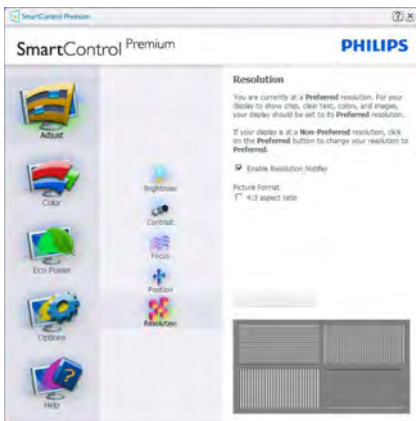 SmartControl Premium
SmartControl Premium
PHILIPS
Adjust
Color
Eco Power
Options
Help
Brightness
Contrast
Focus
Position
Resolution
Resolution
You are currently at a Preferred resolution. For your
display to show crisp, clear text, colors, and images,
your display should be set to its Preferred resolution.
If your display is at a Non-Preferred resolution, click
on the Preferred button to change your resolution to
Preferred.
Enable Resolution Notifier
Picture Format
4:3 aspect ratio